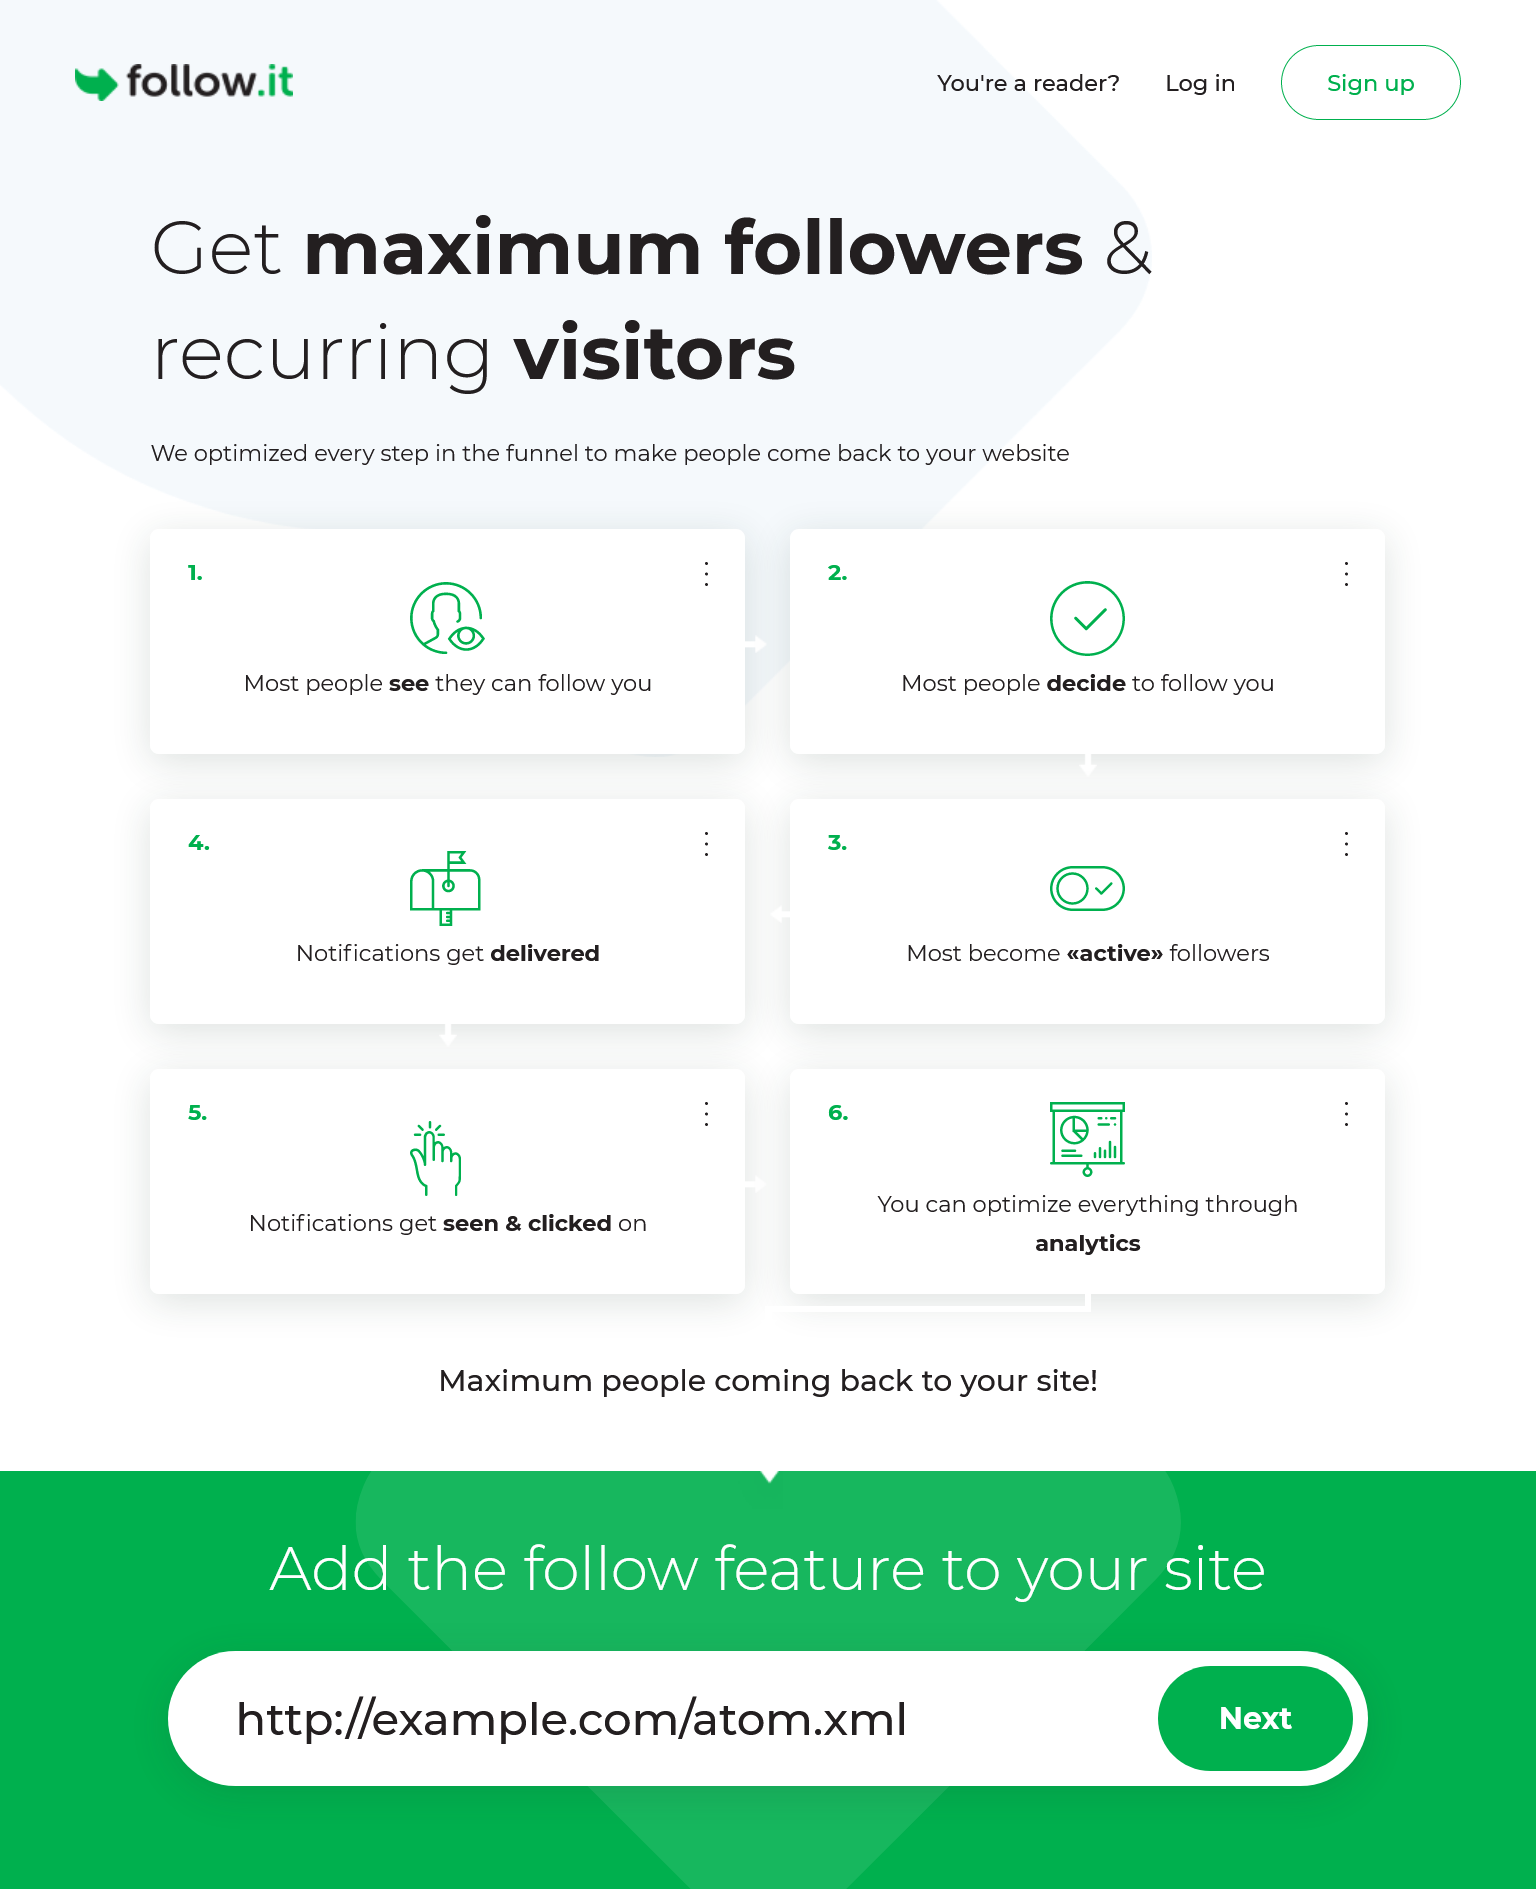 follow.it
You're a reader?
Log in
Sign up
Get maximum followers &
recurring visitors
We optimized every step in the funnel to make people come back to your website
1.
Most people see they can follow you
2.
Most people decide to follow you
4.
Notifications get delivered
3.
Most become «active» followers
5.
Notifications get seen & clicked on
6.
You can optimize everything through
analytics
Maximum people coming back to your site!
Add the follow feature to your site
http://example.com/atom.xml
Next